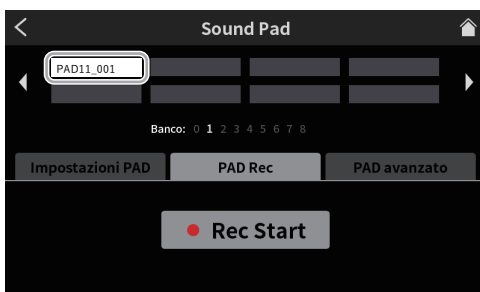 Sound Pad
PAD11_001
Banco: 0 1 2 3 4 5 6 7 8
Impostazioni PAD PAD Rec PAD avanzato
Rec Start